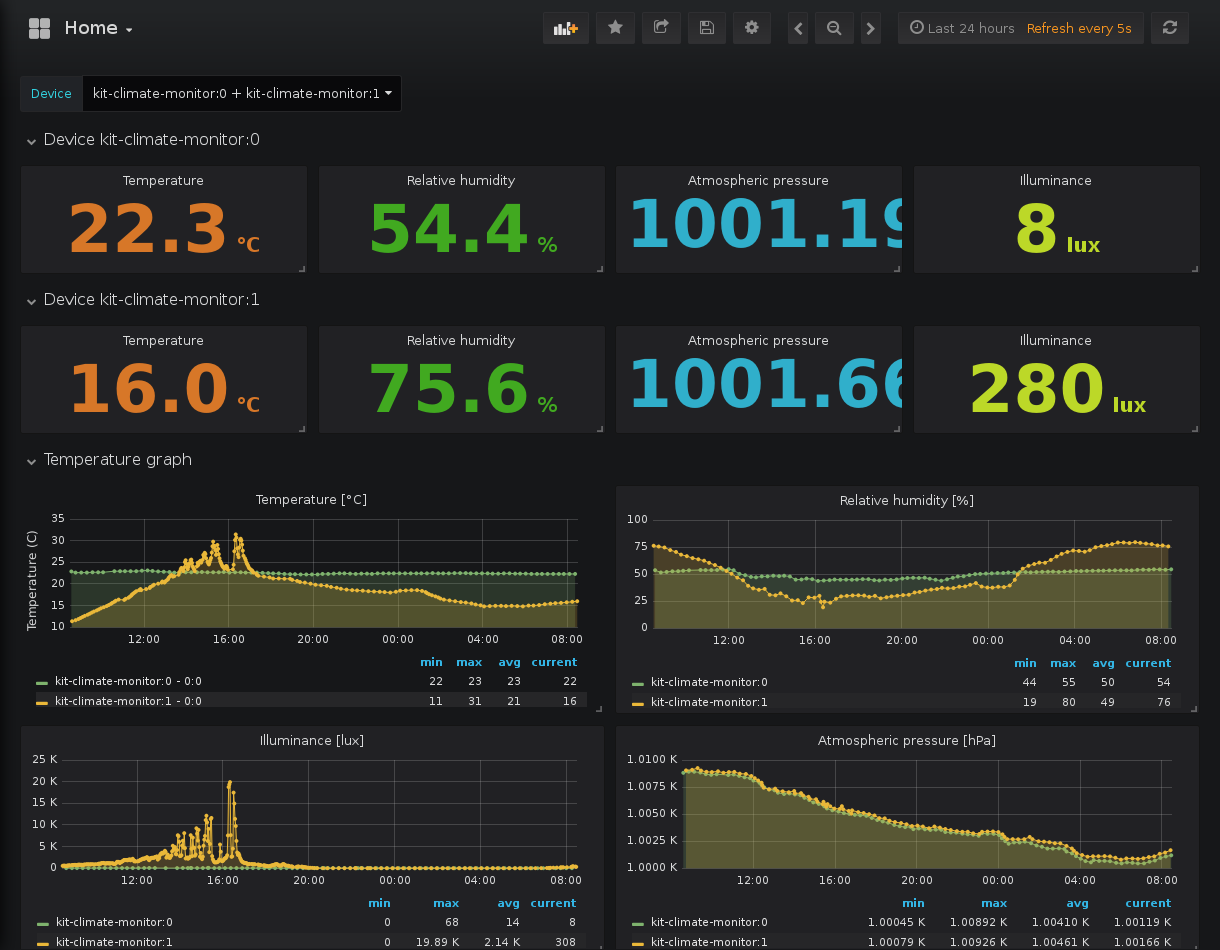 Home
Last 24 hours Refresh every 5s
Device kit-climate-monitor:0 + kit-climate-monitor:1
Device kit-climate-monitor:0
Temperature Relative humidity Atmospheric pressure Illuminance
22.3 °C 54.4 % 1001.19 8 lux
Device kit-climate-monitor:1
Temperature Relative humidity Atmospheric pressure Illuminance
16.0 °C 75.6 % 1001.66 280 lux
Temperature graph
Temperature [°C]
Temperature (C)
35
30
25
20
15
10
12:00 16:00 20:00 00:00 04:00 08:00
min max avg current
kit-climate-monitor:0 - 0:0 22 23 23 22
kit-climate-monitor:1 - 0:0 11 31 21 16
Relative humidity [%]
100
75
50
25
0
12:00 16:00 20:00 00:00 04:00 08:00
min max avg current
kit-climate-monitor:0 44 55 50 54
kit-climate-monitor:1 19 80 49 76
Illuminance [lux]
25 K
20 K
15 K
10 K
5 K
0
12:00 16:00 20:00 00:00 04:00 08:00
min max avg current
kit-climate-monitor:0 0 68 14 8
kit-climate-monitor:1 0 19.89 K 2.14 K 308
Atmospheric pressure [hPa]
1.0100 K
1.0075 K
1.0050 K
1.0025 K
1.0000 K
12:00 16:00 20:00 00:00 04:00 08:00
min max avg current
kit-climate-monitor:0 1.00045 K 1.00892 K 1.00410 K 1.00119 K
kit-climate-monitor:1 1.00079 K 1.00926 K 1.00461 K 1.00166 K